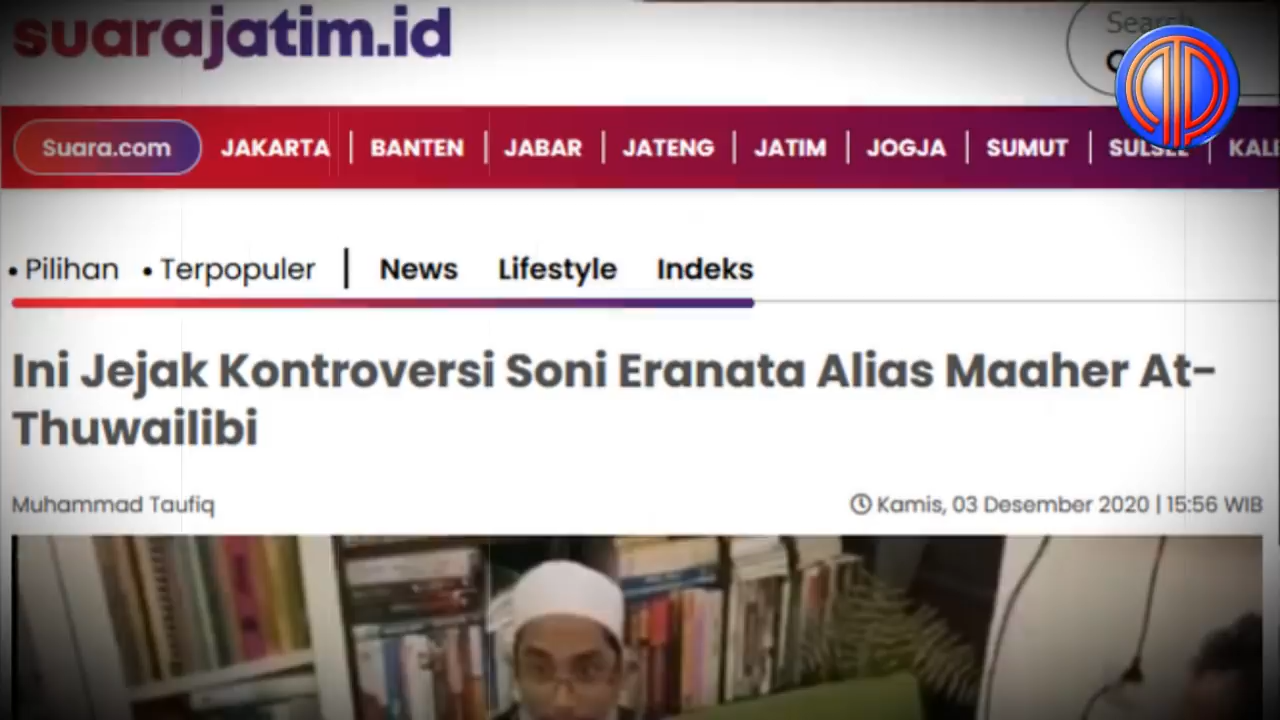 suarajatim.id
Search
Suara.com JAKARTA | BANTEN | JABAR | JATENG | JATIM | JOGJA | SUMUT | SULSEL |
• Pilihan • Terpopuler | News Lifestyle Indeks
Ini Jejak Kontroversi Soni Eranata Alias Maaher At-
Thuwailibi
Muhammad Taufiq Kamis, 03 Desember 2020 | 15:56 WIB